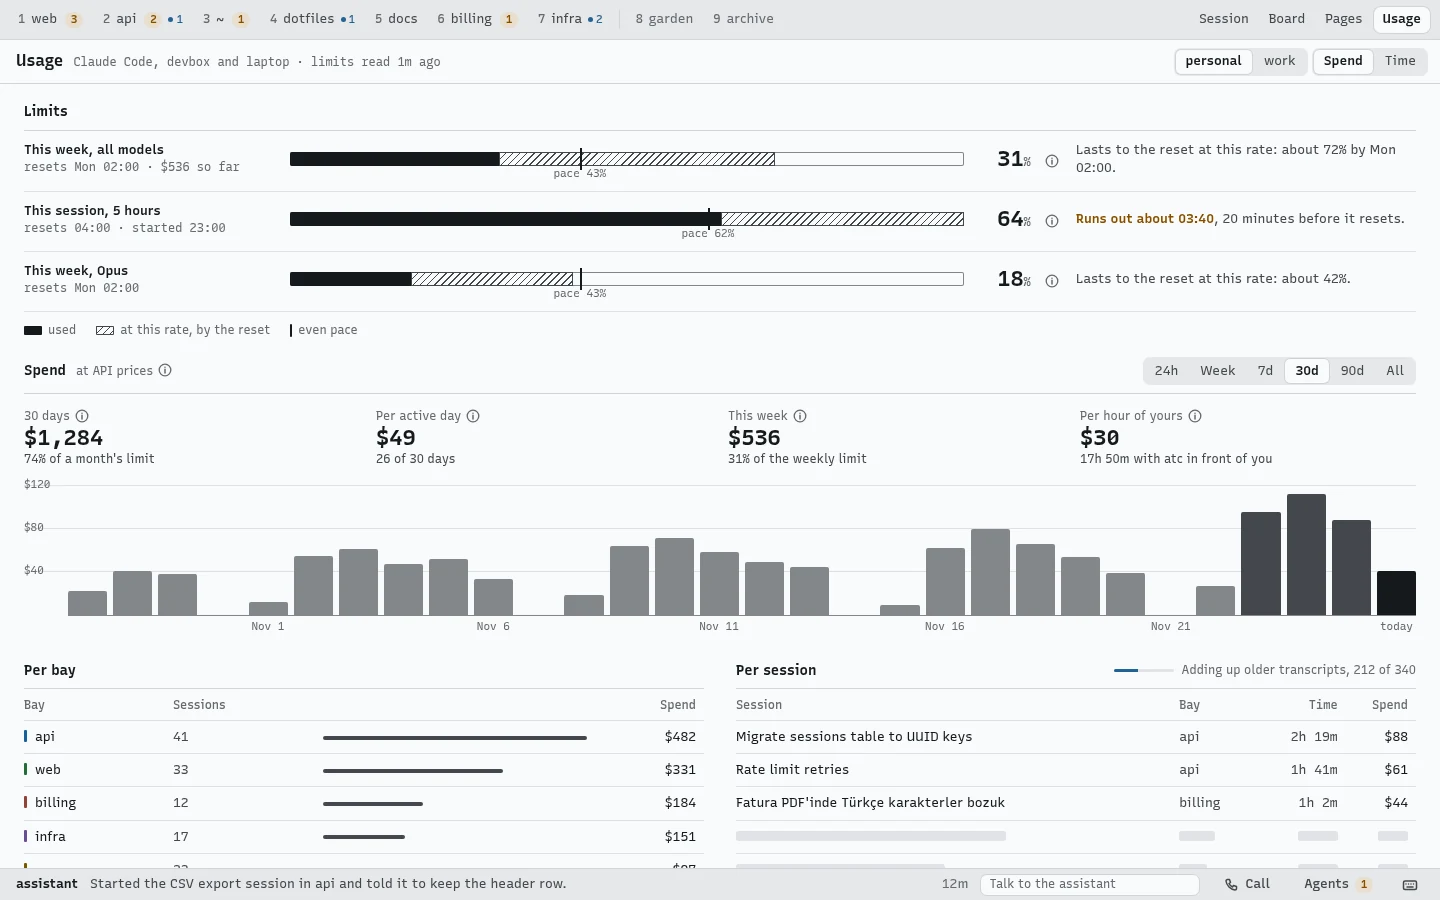 1 web 3 2 api 2 1 3 ~ 1 4 dotfiles 1 5 docs 6 billing 1 7 infra 2 8 garden 9 archive Session Board Pages Usage
Usage Claude Code, devbox and laptop · limits read 1m ago personal work Spend Time
Limits
This week, all models
resets Mon 02:00 · $536 so far
pace 43%
31%
Lasts to the reset at this rate: about 72% by Mon
02:00.
This session, 5 hours
resets 04:00 · started 23:00
pace 62%
64%
Runs out about 03:40, 20 minutes before it resets.
This week, Opus
resets Mon 02:00
pace 43%
18%
Lasts to the reset at this rate: about 42%.
used at this rate, by the reset even pace
Spend at API prices 24h Week 7d 30d 90d All
30 days
$1,284
74% of a month's limit
Per active day
$49
26 of 30 days
This week
$536
31% of the weekly limit
Per hour of yours
$30
17h 50m with atc in front of you
$120
$80
$40
Nov 1 Nov 6 Nov 11 Nov 16 Nov 21 today
Per bay
Bay Sessions Spend
api 41 $482
web 33 $331
billing 12 $184
infra 17 $151
Per session Adding up older transcripts, 212 of 340
Session Bay Time Spend
Migrate sessions table to UUID keys api 2h 19m $88
Rate limit retries api 1h 41m $61
Fatura PDF'inde Türkçe karakterler bozuk billing 1h 2m $44
assistant Started the CSV export session in api and told it to keep the header row. 12m Talk to the assistant Call Agents 1